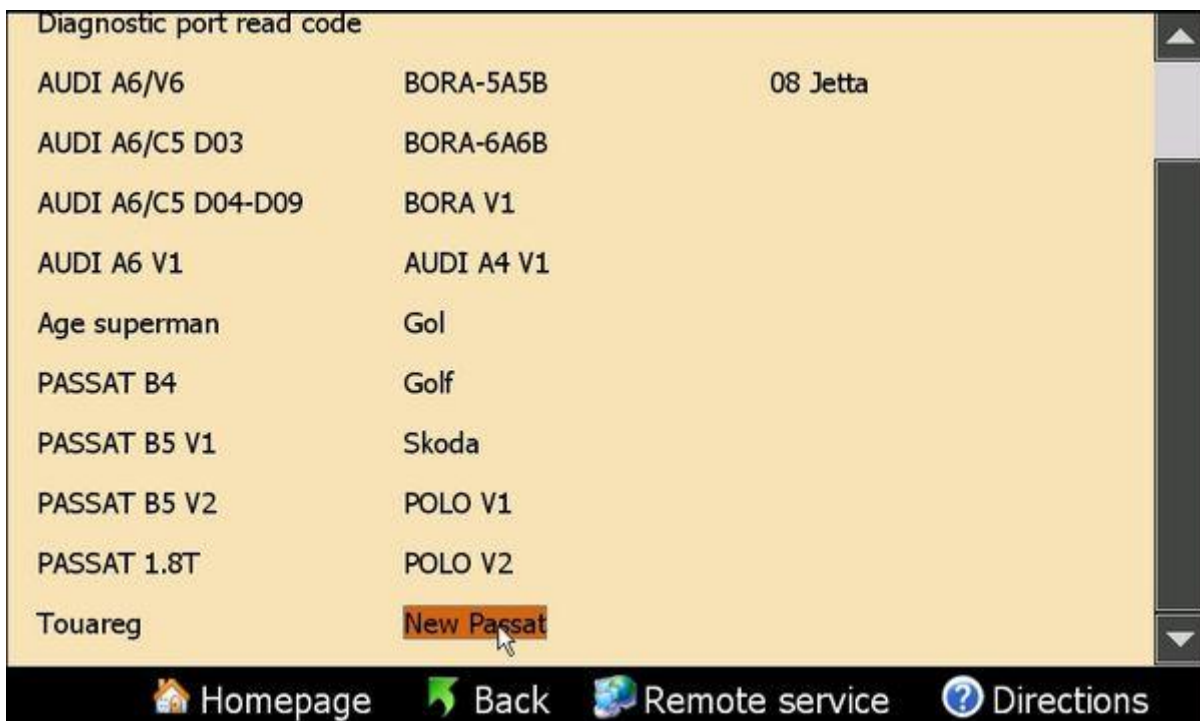 Diagnostic port read code
AUDI A6/V6 BORA-5A5B 08 Jetta
AUDI A6/C5 D03 BORA-6A6B
AUDI A6/C5 D04-D09 BORA V1
AUDI A6 V1 AUDI A4 V1
Age superman Gol
PASSAT B4 Golf
PASSAT B5 V1 Skoda
PASSAT B5 V2 POLO V1
PASSAT 1.8T POLO V2
Touareg New Passat
Homepage Back Remote service ? Directions